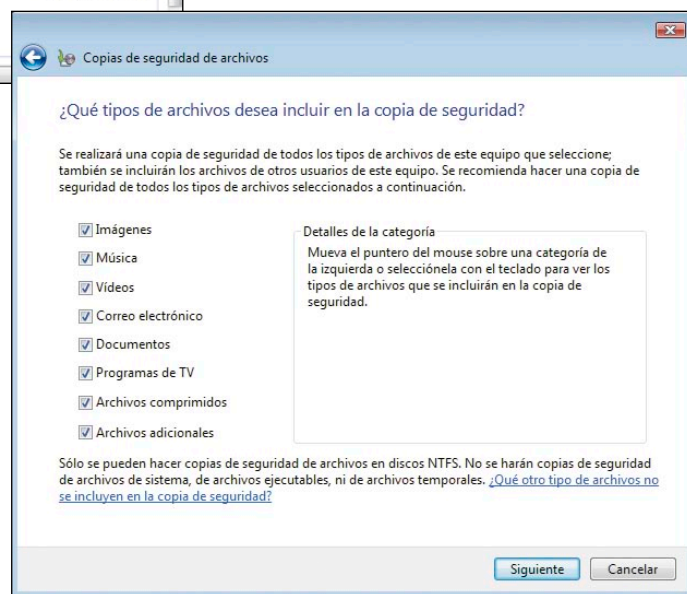 Copias de seguridad de archivos
¿Qué tipos de archivos desea incluir en la copia de seguridad?
Se realizará una copia de seguridad de todos los tipos de archivos de este equipo que seleccione;
también se incluirán los archivos de otros usuarios de este equipo. Se recomienda hacer una copia de
seguridad de todos los tipos de archivos seleccionados a continuación.
Imágenes
Música
Vídeos
Correo electrónico
Documentos
Programas de TV
Archivos comprimidos
Archivos adicionales
Detalles de la categoría
Mueva el puntero del mouse sobre una categoría de
la izquierda o selecciónela con el teclado para ver los
tipos de archivos que se incluirán en la copia de
seguridad.
Sólo se pueden hacer copias de seguridad de archivos en discos NTFS. No se harán copias de seguridad
de archivos de sistema, de archivos ejecutables, ni de archivos temporales. ¿Qué otro tipo de archivos no
se incluyen en la copia de seguridad?
Siguiente
Cancelar